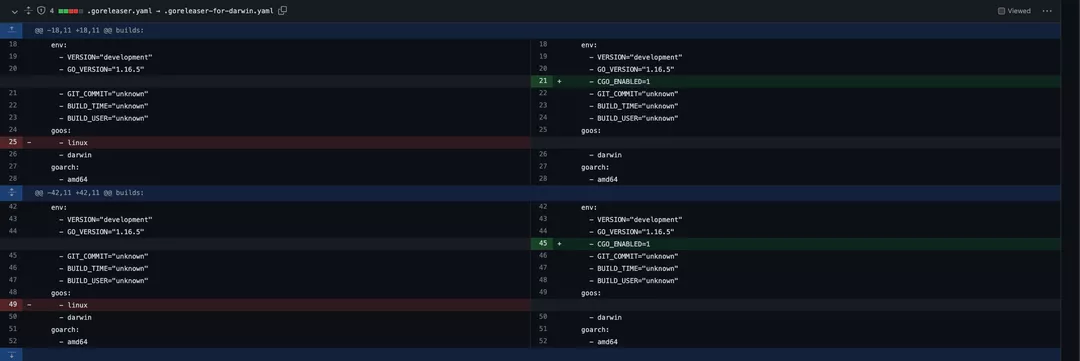 4 .goreleaser.yaml → .goreleaser-for-darwin.yaml Viewed ...
@@ -18,11 +18,11 @@ builds:
18 env: 18 env:
19 - VERSION="development" 19 - VERSION="development"
20 - GO_VERSION="1.16.5" 20 - GO_VERSION="1.16.5"
21 + - CGO_ENABLED=1
21 - GIT_COMMIT="unknown" 22 - GIT_COMMIT="unknown"
22 - BUILD_TIME="unknown" 23 - BUILD_TIME="unknown"
23 - BUILD_USER="unknown" 24 - BUILD_USER="unknown"
24 goos: 25 goos:
25 - - linux
26 - darwin 26 - darwin
27 goarch: 27 goarch:
28 - amd64 28 - amd64
@@ -42,11 +42,11 @@ builds:
42 env: 42 env:
43 - VERSION="development" 43 - VERSION="development"
44 - GO_VERSION="1.16.5" 44 - GO_VERSION="1.16.5"
45 + - CGO_ENABLED=1
45 - GIT_COMMIT="unknown" 46 - GIT_COMMIT="unknown"
46 - BUILD_TIME="unknown" 47 - BUILD_TIME="unknown"
47 - BUILD_USER="unknown" 48 - BUILD_USER="unknown"
48 goos: 49 goos:
49 - - linux
50 - darwin 50 - darwin
51 goarch: 51 goarch:
52 - amd64 52 - amd64